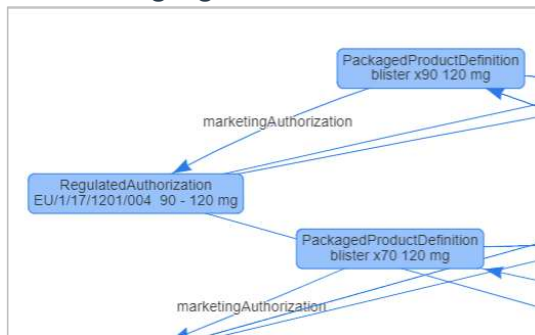 PackagedProductDefinition
blister x90 120 mg
marketingAuthorization
RegulatedAuthorization
EU/1/17/1201/004 90 - 120 mg
PackagedProductDefinition
blister x70 120 mg
marketingAuthorization